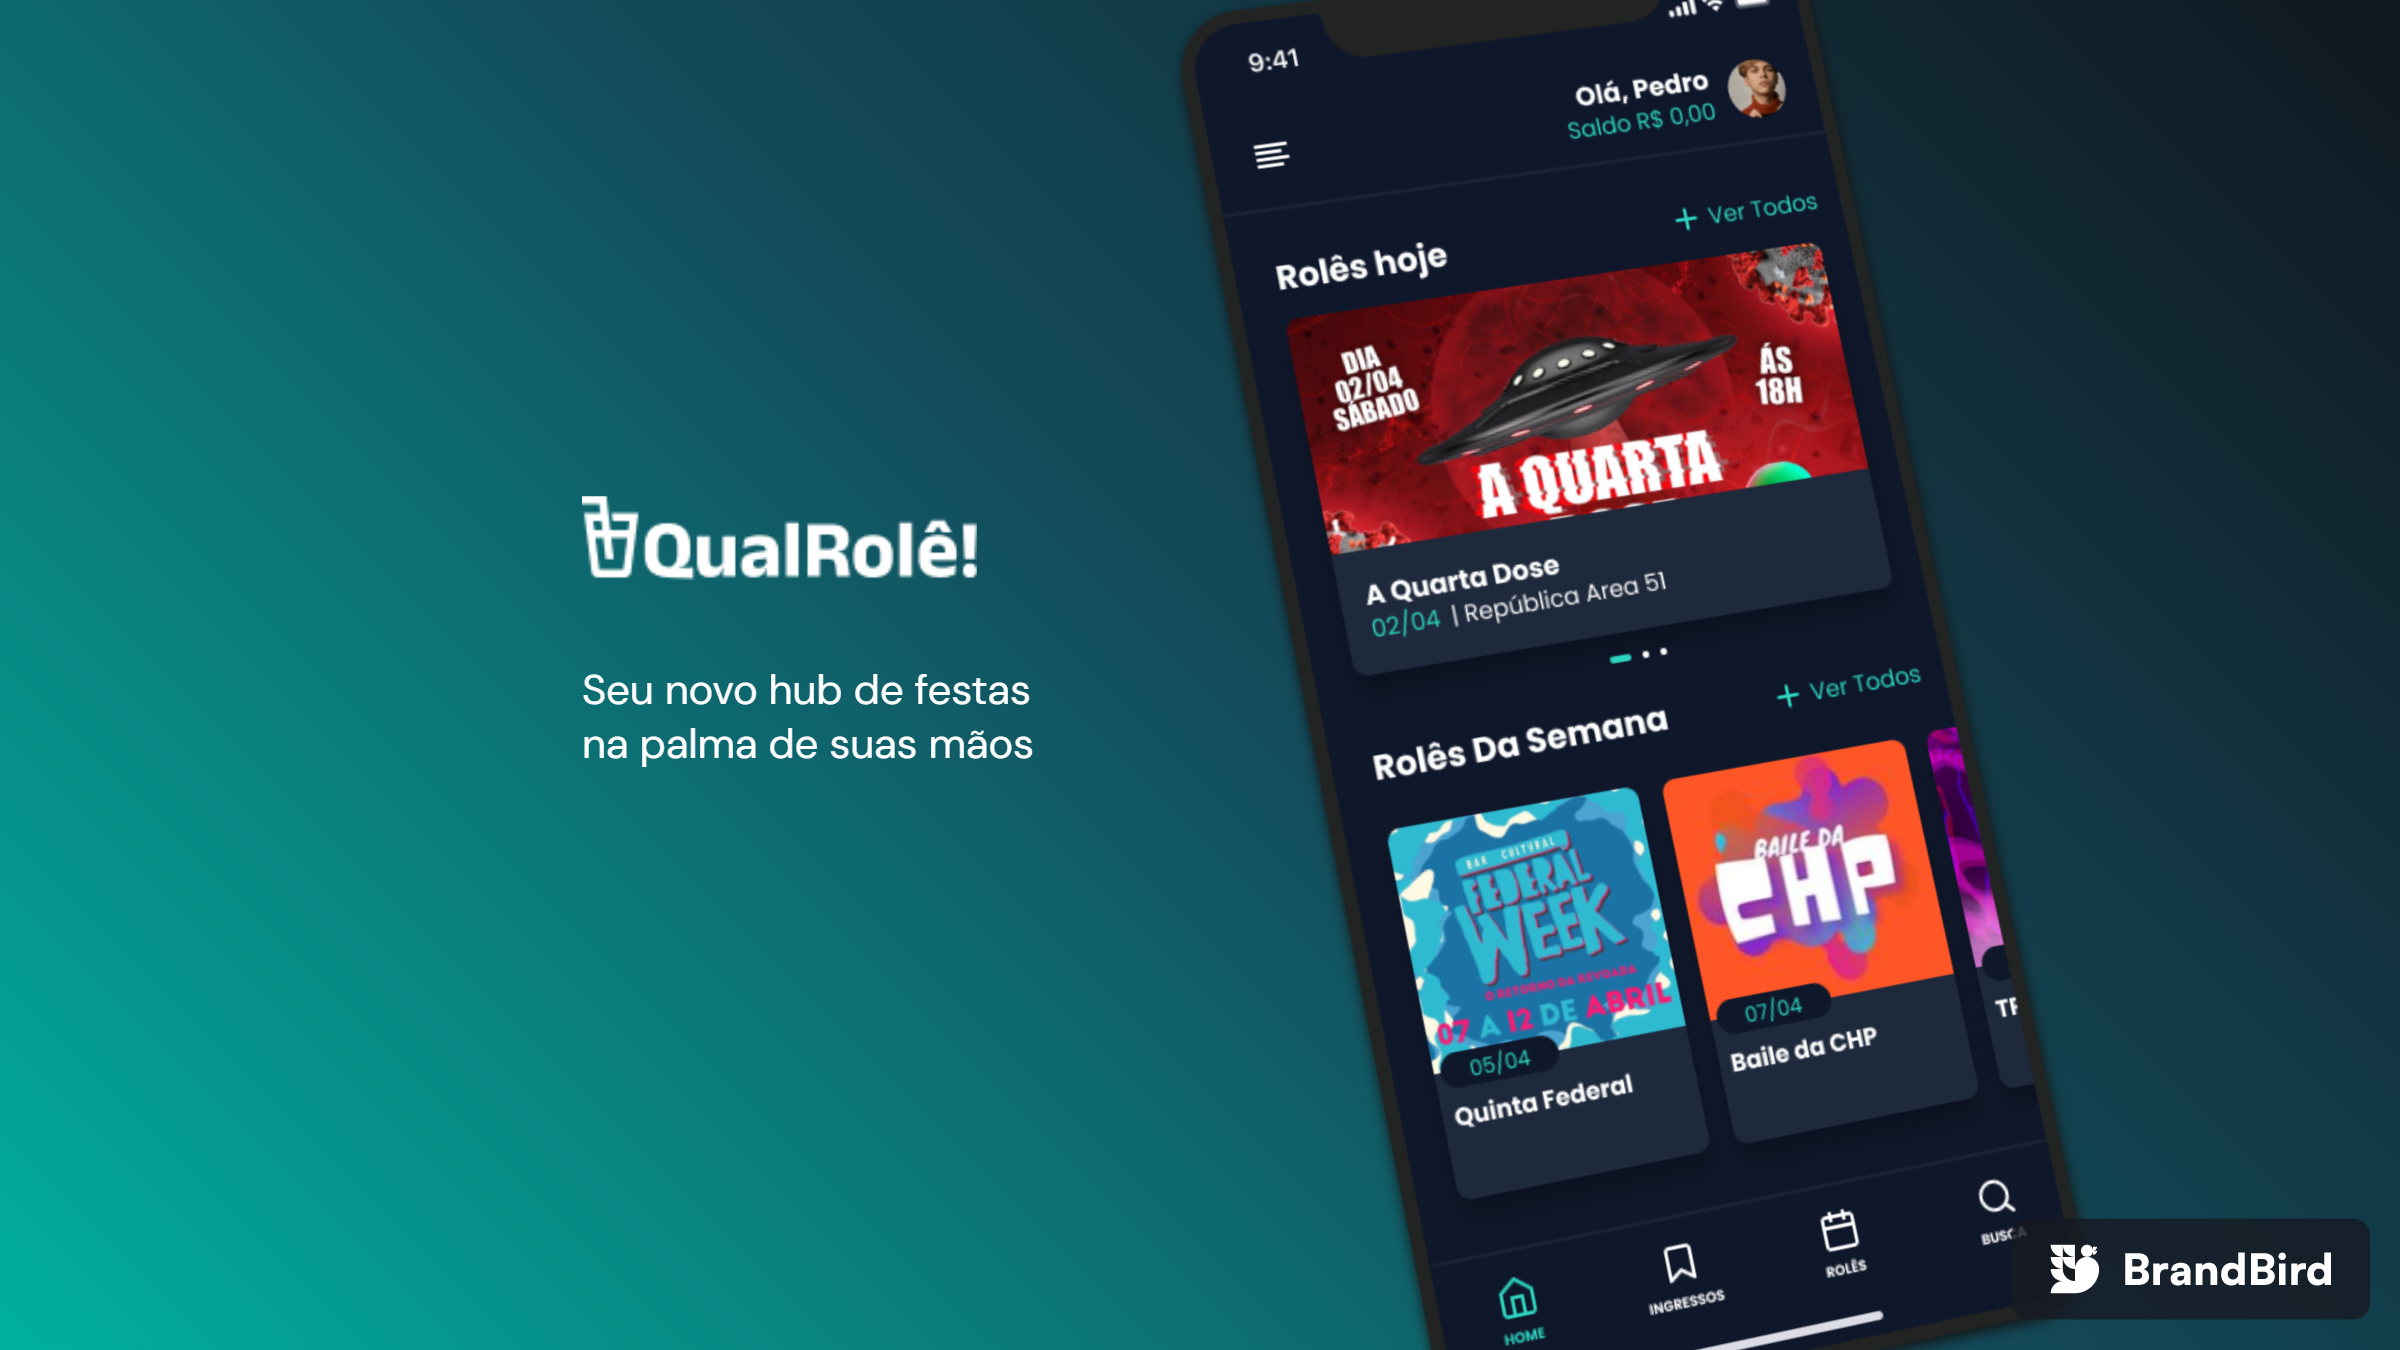 QualRolê!
Seu novo hub de festas
na palma de suas mãos
9:41
Olá, Pedro
Saldo R$ 0,00
Rolês hoje
+ Ver Todos
DIA
02/04
SÁBADO
ÁS
18H
A QUARTA
A Quarta Dose
02/04 | República Area 51
Rolês Da Semana
+ Ver Todos
BAR CULTURAL
FEDERAL
WEEK
O RETORNO DA REVOADA
07 A 12 DE ABRIL
05/04
Quinta Federal
BAILE DA
CHP
07/04
Baile da CHP
HOME
INGRESSOS
ROLÊS
BUSCA
BrandBird